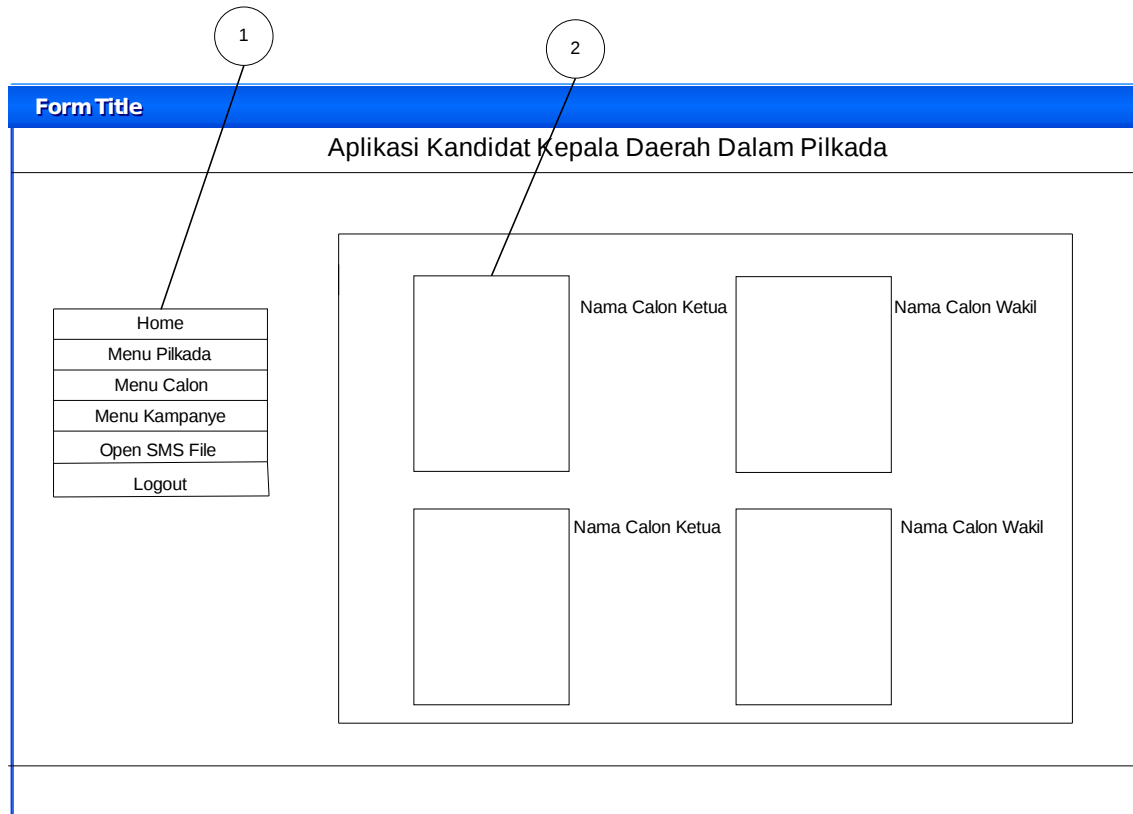 1
2
Form Title
Aplikasi Kandidat Kepala Daerah Dalam Pilkada
Home
Menu Pilkada
Menu Calon
Menu Kampanye
Open SMS File
Logout
Nama Calon Ketua
Nama Calon Wakil
Nama Calon Ketua
Nama Calon Wakil